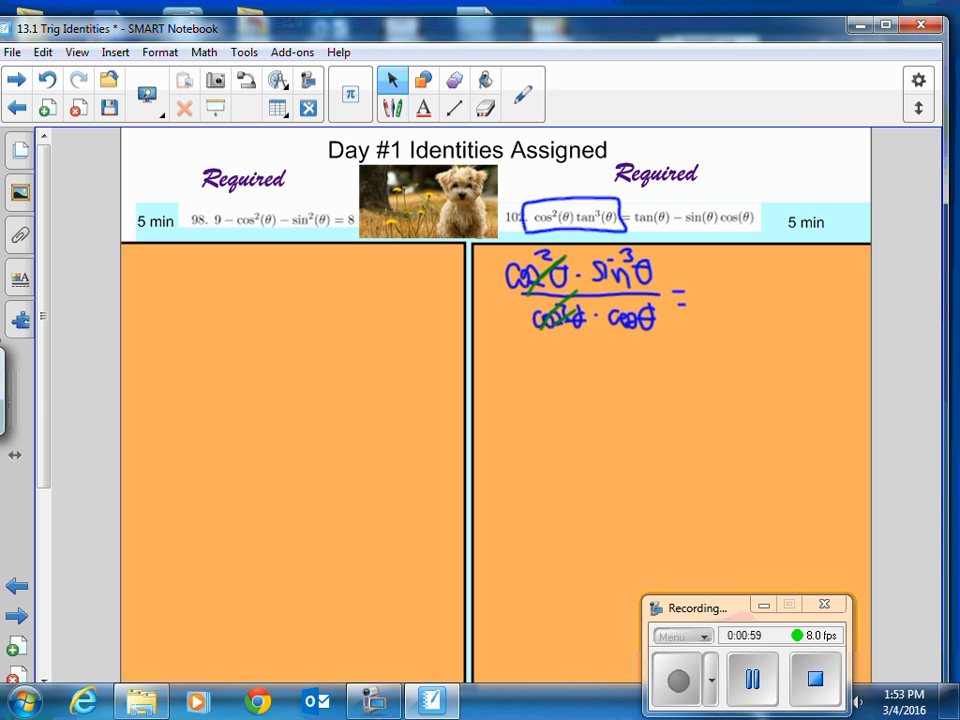 13.1 Trig Identities * - SMART Notebook
File Edit View Insert Format Math Tools Add-ons Help
π
A
Day #1 Identities Assigned
Required
Required
5 min
98. 9 − cos²(θ) − sin²(θ) = 8
102. cos²(θ) tan³(θ) = tan(θ) − sin(θ) cos(θ)
5 min
cos²θ · sin³θ =
cos²θ · cosθ
Recording...
Menu
0:00:59
8.0 fps
1:53 PM
3/4/2016